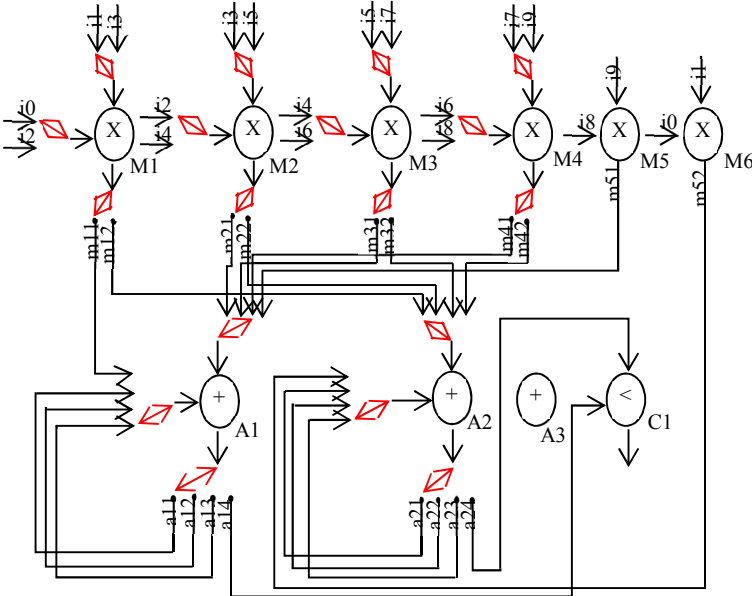 i1 i3 i3 i5 i5 i7 i7 i9
i9 i1
i0 i2 i4 i6
X X X X i8 X i0 X
i2 i4 i6 i8
M1 M2 M3 M4 M5 M6
m51 m52
m11 m12 m21 m22 m31 m32 m41 m42
+ + + <
A1 A2 A3 C1
a11 a12 a13 a14 a21 a22 a23 a24